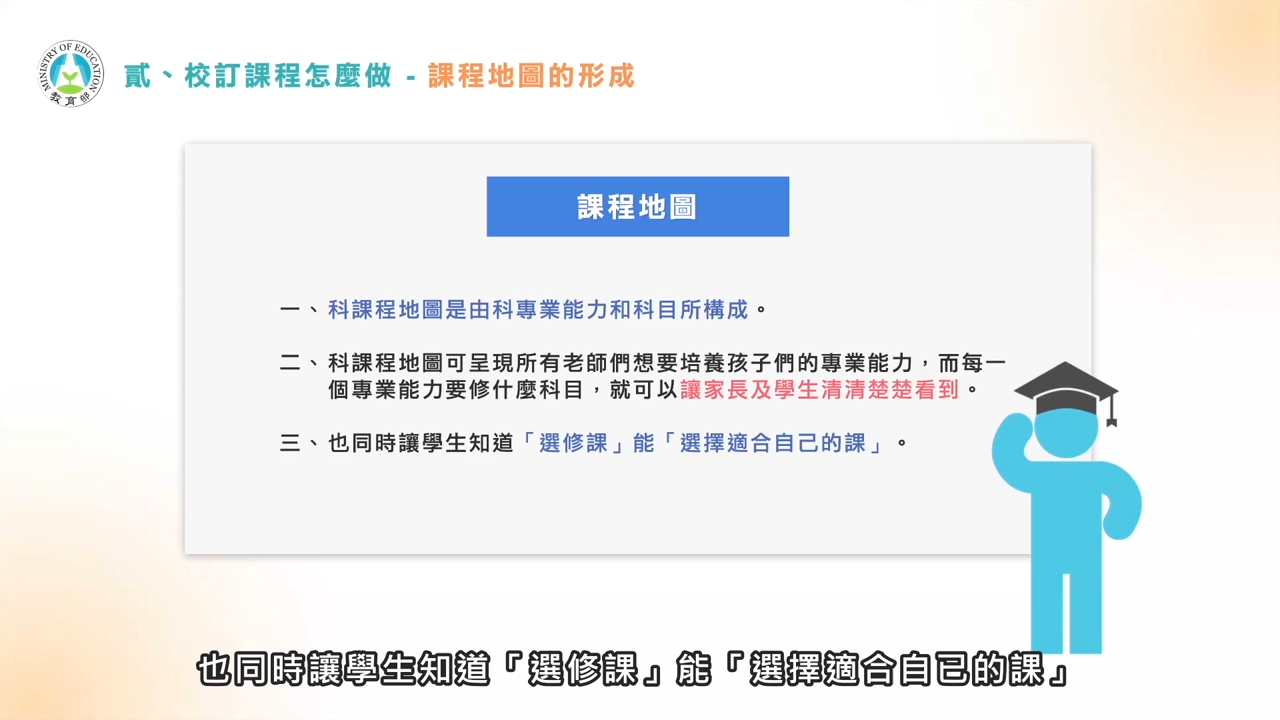 MINISTRY OF EDUCATION
教育部
貳、校訂課程怎麼做 - 課程地圖的形成
課程地圖
一、科課程地圖是由科專業能力和科目所構成。
二、科課程地圖可呈現所有老師們想要培養孩子們的專業能力，而每一
個專業能力要修什麼科目，就可以讓家長及學生清清楚楚看到。
三、也同時讓學生知道「選修課」能「選擇適合自己的課」。
也同時讓學生知道「選修課」能「選擇適合自己的課」